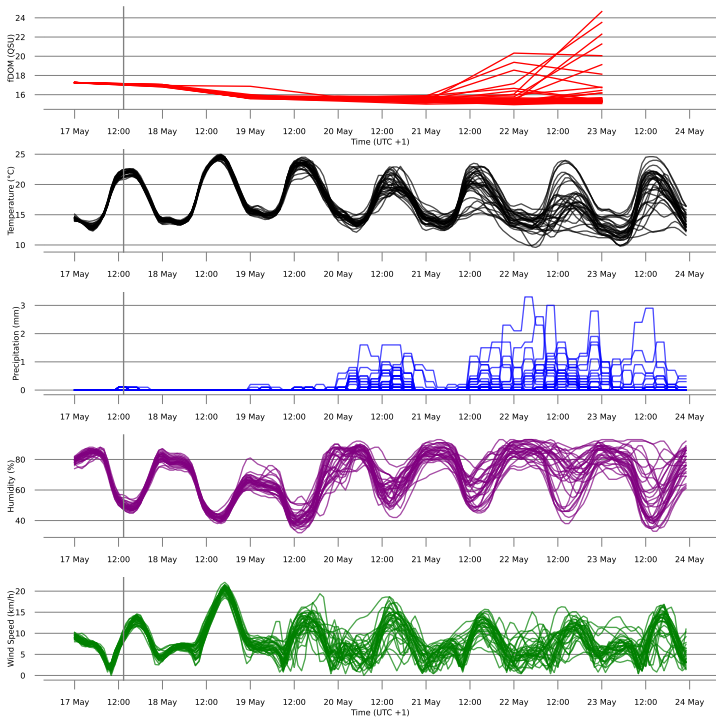 fDOM (QSU)
24
22
20
18
16
17 May 12:00 18 May 12:00 19 May 12:00 20 May 12:00 21 May 12:00 22 May 12:00 23 May 12:00 24 May
Time (UTC +1)
Temperature (°C)
25
20
15
10
17 May 12:00 18 May 12:00 19 May 12:00 20 May 12:00 21 May 12:00 22 May 12:00 23 May 12:00 24 May
Precipitation (mm)
3
2
1
0
17 May 12:00 18 May 12:00 19 May 12:00 20 May 12:00 21 May 12:00 22 May 12:00 23 May 12:00 24 May
Humidity (%)
80
60
40
17 May 12:00 18 May 12:00 19 May 12:00 20 May 12:00 21 May 12:00 22 May 12:00 23 May 12:00 24 May
Wind Speed (km/h)
20
15
10
5
0
17 May 12:00 18 May 12:00 19 May 12:00 20 May 12:00 21 May 12:00 22 May 12:00 23 May 12:00 24 May
Time (UTC +1)